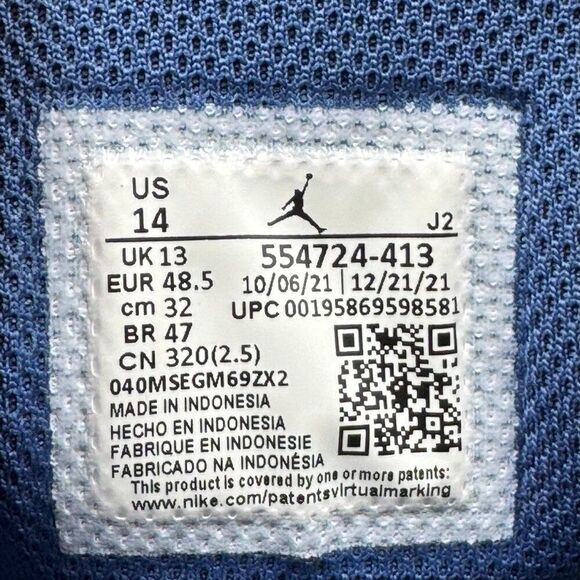 US
14
J2
UK 13
554724-413
EUR 48.5
10/06/21 | 12/21/21
cm 32
UPC 00195869598581
BR 47
CN 320(2.5)
040MSEGM69ZX2
MADE IN INDONESIA
HECHO EN INDONESIA
FABRIQUE EN INDONESIE
FABRICADO NA INDONÉSIA
This product is covered by one or more patents:
www.nike.com/patentsvirtualmarking